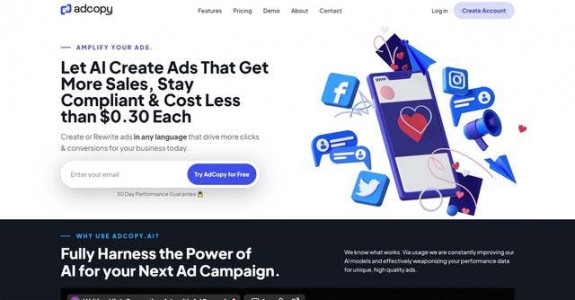 adcopy
Features Pricing Demo About Contact
Log in Create Account
AMPLIFY YOUR ADS.
Let AI Create Ads That Get
More Sales, Stay
Compliant & Cost Less
than $0.30 Each
Create or Rewrite ads in any language that drive more clicks
& conversions for your business today.
Enter your email
Try AdCopy for Free
30 Day Performance Guarantee
WHY USE ADCOPY.AI?
Fully Harness the Power of
AI for your Next Ad Campaign.
We know what works. Via usage we are constantly improving our
AI models and effectively weaponizing your performance data
for unique, high quality ads.